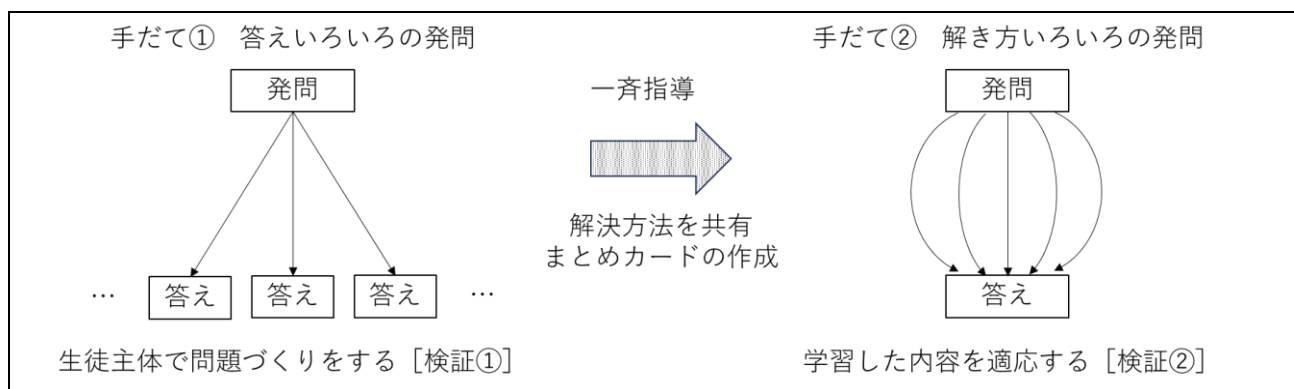 手だて① 答えいろいろの発問
発問
… 答え 答え 答え …
生徒主体で問題づくりをする［検証①］
一斉指導
解決方法を共有
まとめカードの作成
手だて② 解き方いろいろの発問
発問
答え
学習した内容を適応する［検証②］